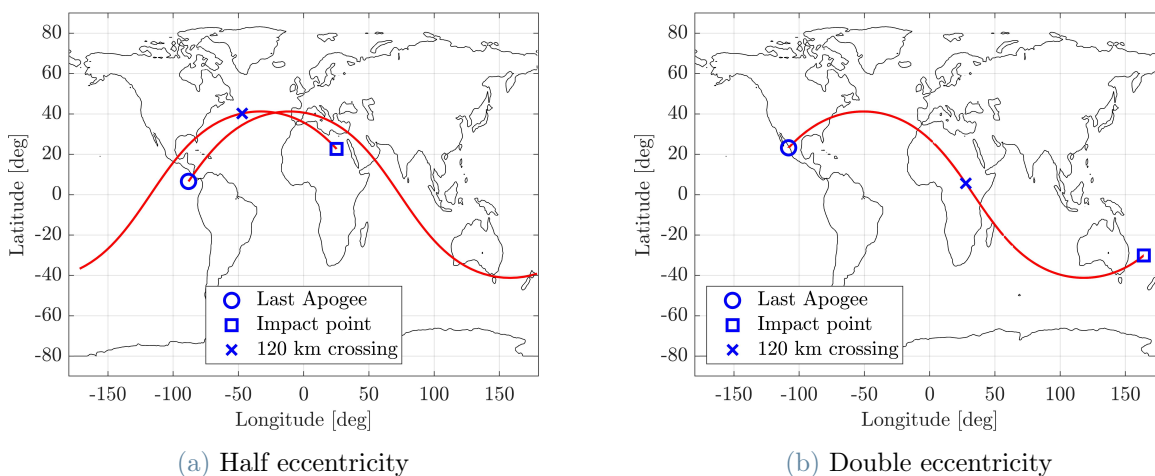 80
60
40
20
0
-20
-40
-60
-80
Latitude [deg]
Last Apogee
Impact point
120 km crossing
-150 -100 -50 0 50 100 150
Longitude [deg]
(a) Half eccentricity
80
60
40
20
0
-20
-40
-60
-80
Latitude [deg]
Last Apogee
Impact point
120 km crossing
-150 -100 -50 0 50 100 150
Longitude [deg]
(b) Double eccentricity